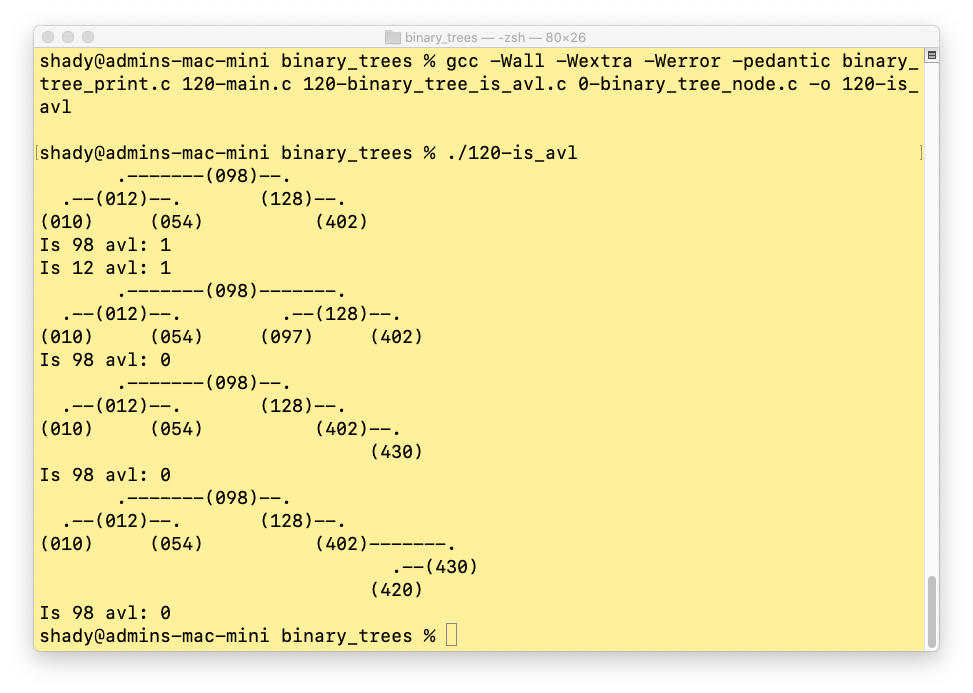 binary_trees — -zsh — 80×26
shady@admins-mac-mini binary_trees % gcc -Wall -Wextra -Werror -pedantic binary_
tree_print.c 120-main.c 120-binary_tree_is_avl.c 0-binary_tree_node.c -o 120-is_
avl

[shady@admins-mac-mini binary_trees % ./120-is_avl ]
       .-------(098)--.
  .--(012)--.       (128)--.
(010)     (054)          (402)
Is 98 avl: 1
Is 12 avl: 1
       .-------(098)-------.
  .--(012)--.         .--(128)--.
(010)     (054)     (097)     (402)
Is 98 avl: 0
       .-------(098)--.
  .--(012)--.       (128)--.
(010)     (054)          (402)--.
                              (430)
Is 98 avl: 0
       .-------(098)--.
  .--(012)--.       (128)--.
(010)     (054)          (402)-------.
                                .--(430)
                              (420)
Is 98 avl: 0
shady@admins-mac-mini binary_trees %